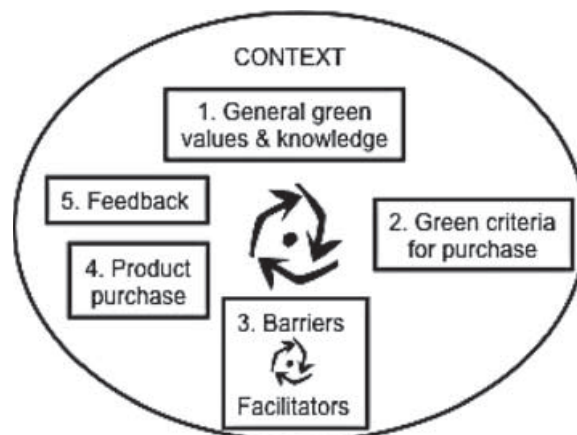 CONTEXT
1. General green
values & knowledge
2. Green criteria
for purchase
3. Barriers
Facilitators
4. Product
purchase
5. Feedback